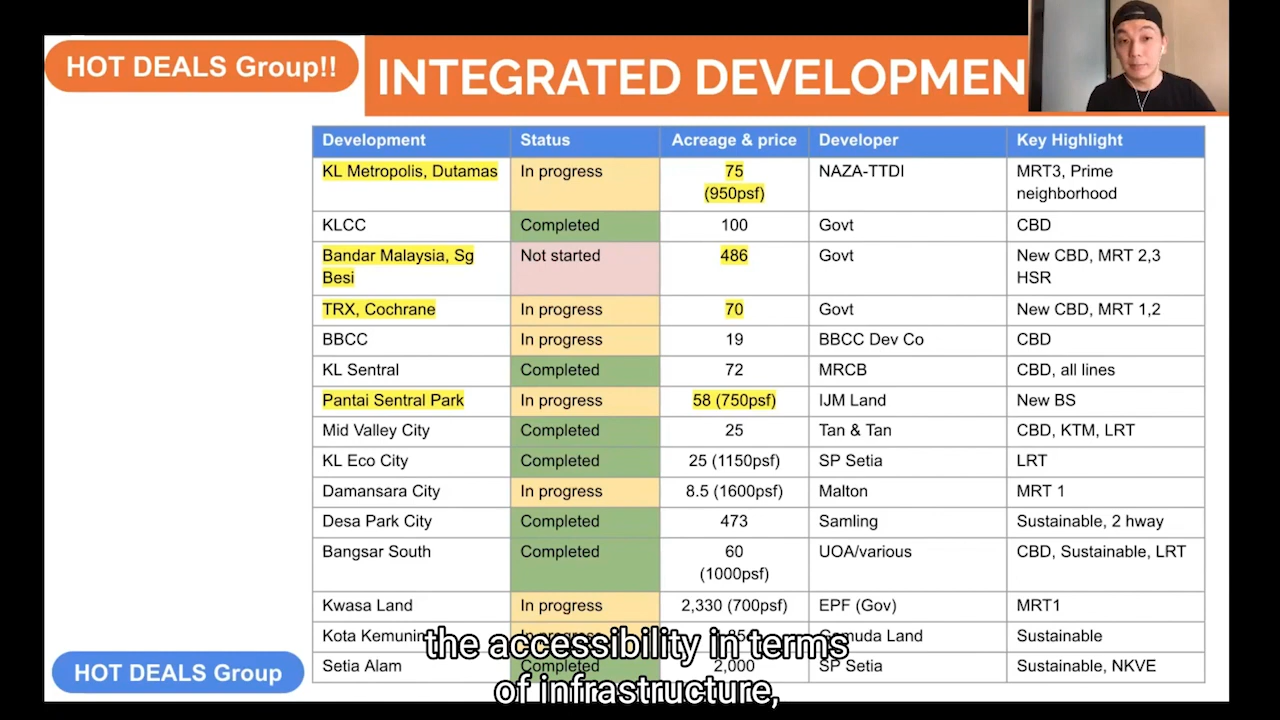 HOT DEALS Group!!
INTEGRATED DEVELOPMEN
Development Status Acreage & price Developer Key Highlight
KL Metropolis, Dutamas In progress 75 (950psf) NAZA-TTDI MRT3, Prime neighborhood
KLCC Completed 100 Govt CBD
Bandar Malaysia, Sg Besi Not started 486 Govt New CBD, MRT 2,3 HSR
TRX, Cochrane In progress 70 Govt New CBD, MRT 1,2
BBCC In progress 19 BBCC Dev Co CBD
KL Sentral Completed 72 MRCB CBD, all lines
Pantai Sentral Park In progress 58 (750psf) IJM Land New BS
Mid Valley City Completed 25 Tan & Tan CBD, KTM, LRT
KL Eco City Completed 25 (1150psf) SP Setia LRT
Damansara City In progress 8.5 (1600psf) Malton MRT 1
Desa Park City Completed 473 Samling Sustainable, 2 hway
Bangsar South Completed 60 (1000psf) UOA/various CBD, Sustainable, LRT
Kwasa Land In progress 2,330 (700psf) EPF (Gov) MRT1
Kota Kemuning In progress Gamuda Land Sustainable
Setia Alam Completed 2,000 SP Setia Sustainable, NKVE
HOT DEALS Group
the accessibility in terms
of infrastructure,